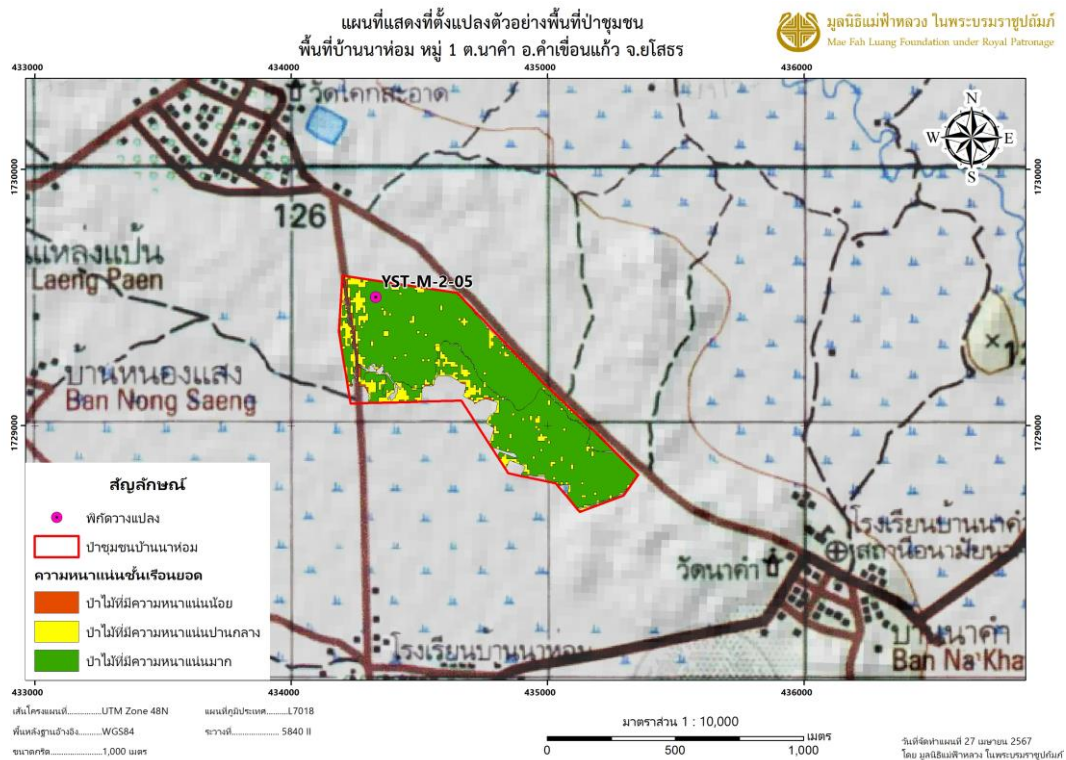 แผนที่แสดงที่ตั้งแปลงตัวอย่างพื้นที่ป่าชุมชน
พื้นที่บ้านนาห่อม หมู่ 1 ต.นาคำ อ.คำเขื่อนแก้ว จ.ยโสธร
มูลนิธิแม่ฟ้าหลวง ในพระบรมราชูปถัมภ์
Mae Fah Luang Foundation under Royal Patronage
433000 434000 435000 436000
วัดโคกสะอาด
N
W E
S
1730000 1730000
126
แหลงแป้น
Laeng Paen
YST-M-2-05
บ้านหนองแสง
Ban Nong Saeng
1729000 1729000
สัญลักษณ์
พิกัดวางแปลง
ป่าชุมชนบ้านนาห่อม
ความหนาแน่นชั้นเรือนยอด
ป่าไม้ที่มีความหนาแน่นน้อย
ป่าไม้ที่มีความหนาแน่นปานกลาง
ป่าไม้ที่มีความหนาแน่นมาก
โรงเรียนบ้านนาคำ
สถานีอนามัยนา
วัดนาคำ
โรงเรียนบ้านนาหอม
บ้านนาคำ
Ban Na Kha
433000 434000 435000 436000
เส้นโครงแผนที่..............UTM Zone 48N แผนที่ภูมิประเทศ..........L7018
พื้นหลักฐานอ้างอิง..........WGS84 ระวางที่.................. 5840 II
ขนาดกริด.......................1,000 เมตร
มาตราส่วน 1 : 10,000
เมตร
0 500 1,000
วันที่จัดทำแผนที่ 27 เมษายน 2567
โดย มูลนิธิแม่ฟ้าหลวง ในพระบรมราชูปถัมภ์